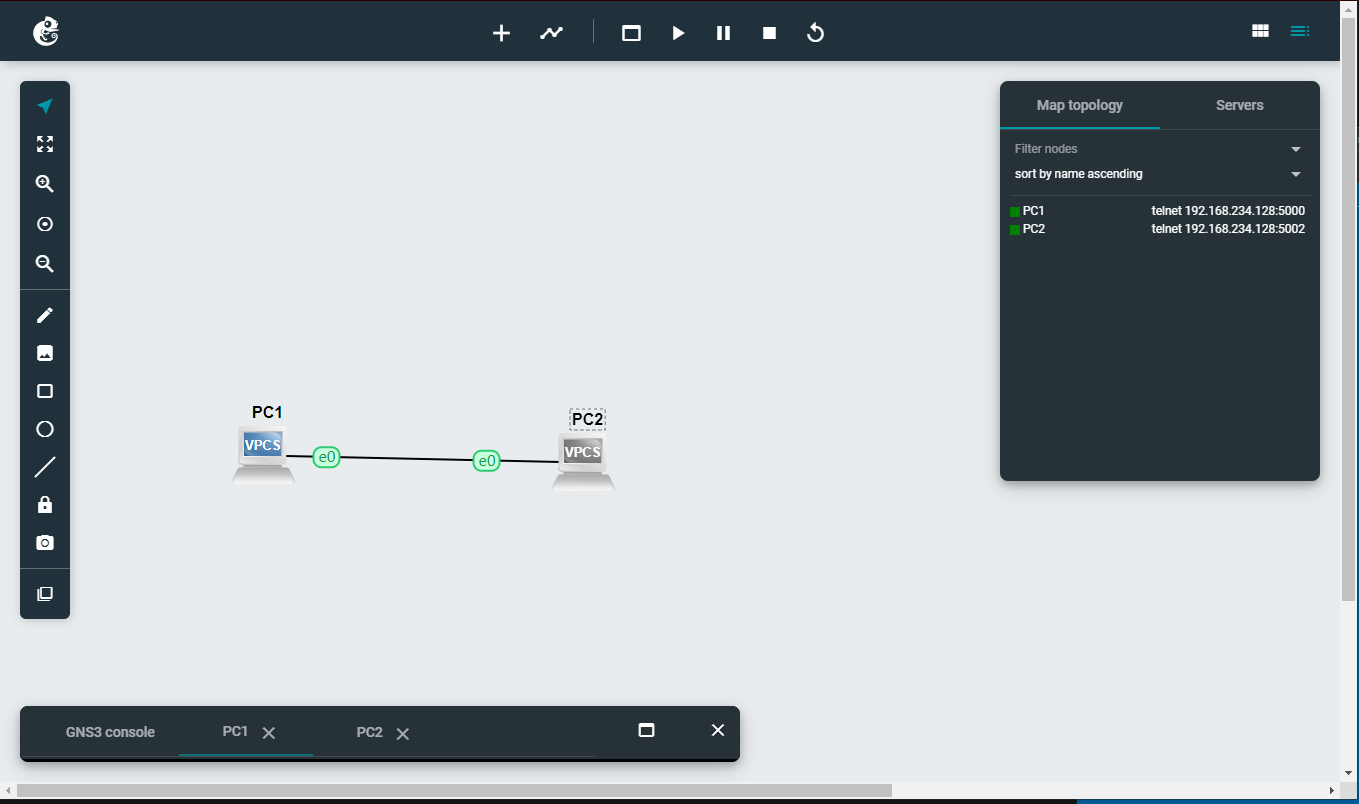 Map topology
Servers
Filter nodes
sort by name ascending
PC1 telnet 192.168.234.128:5000
PC2 telnet 192.168.234.128:5002
PC1
PC2
VPCS
VPCS
e0
e0
GNS3 console
PC1
PC2